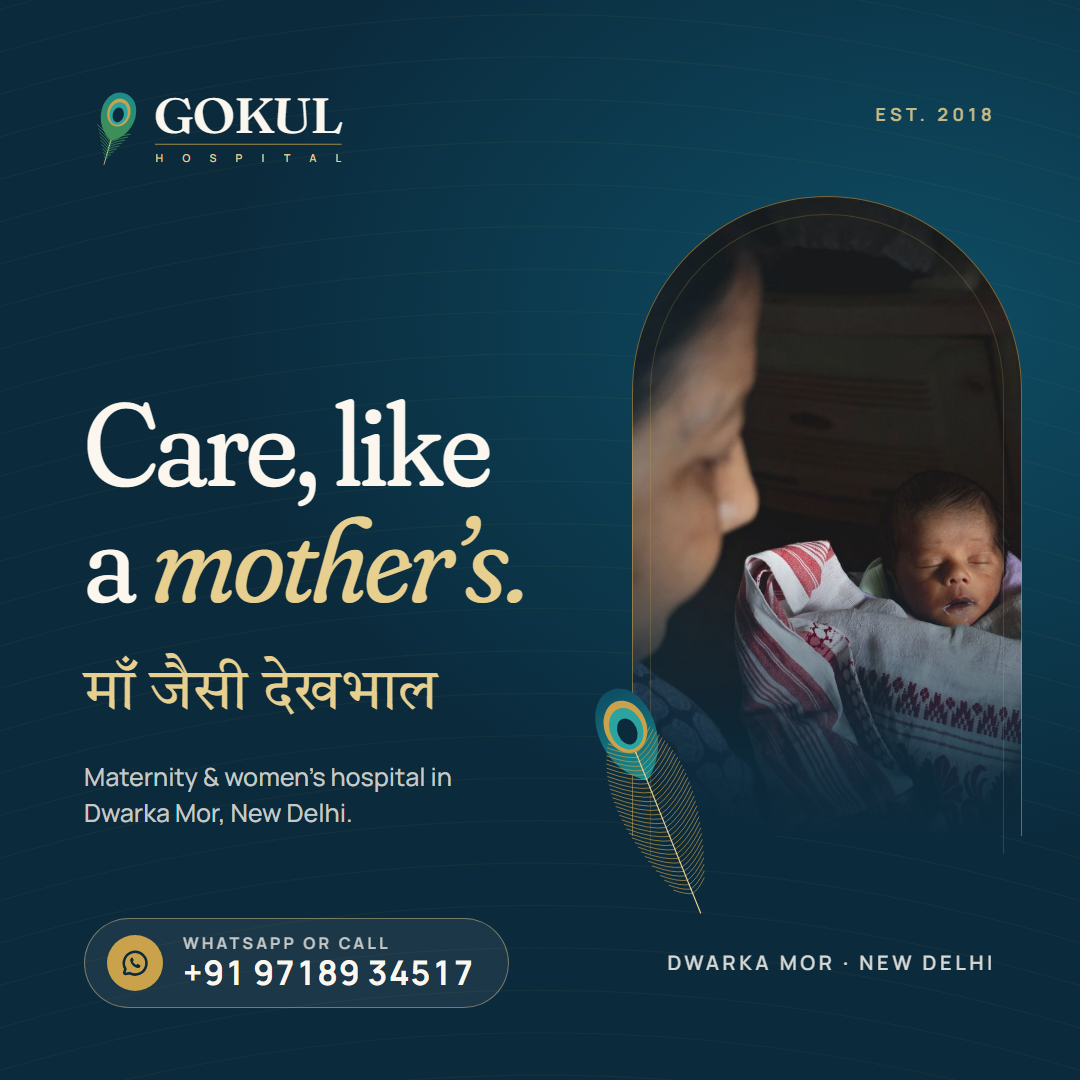 GOKUL
HOSPITAL
EST. 2018
Care, like
a mother’s.
माँ जैसी देखभाल
Maternity & women’s hospital in
Dwarka Mor, New Delhi.
WHATSAPP OR CALL
+91 97189 34517
DWARKA MOR · NEW DELHI